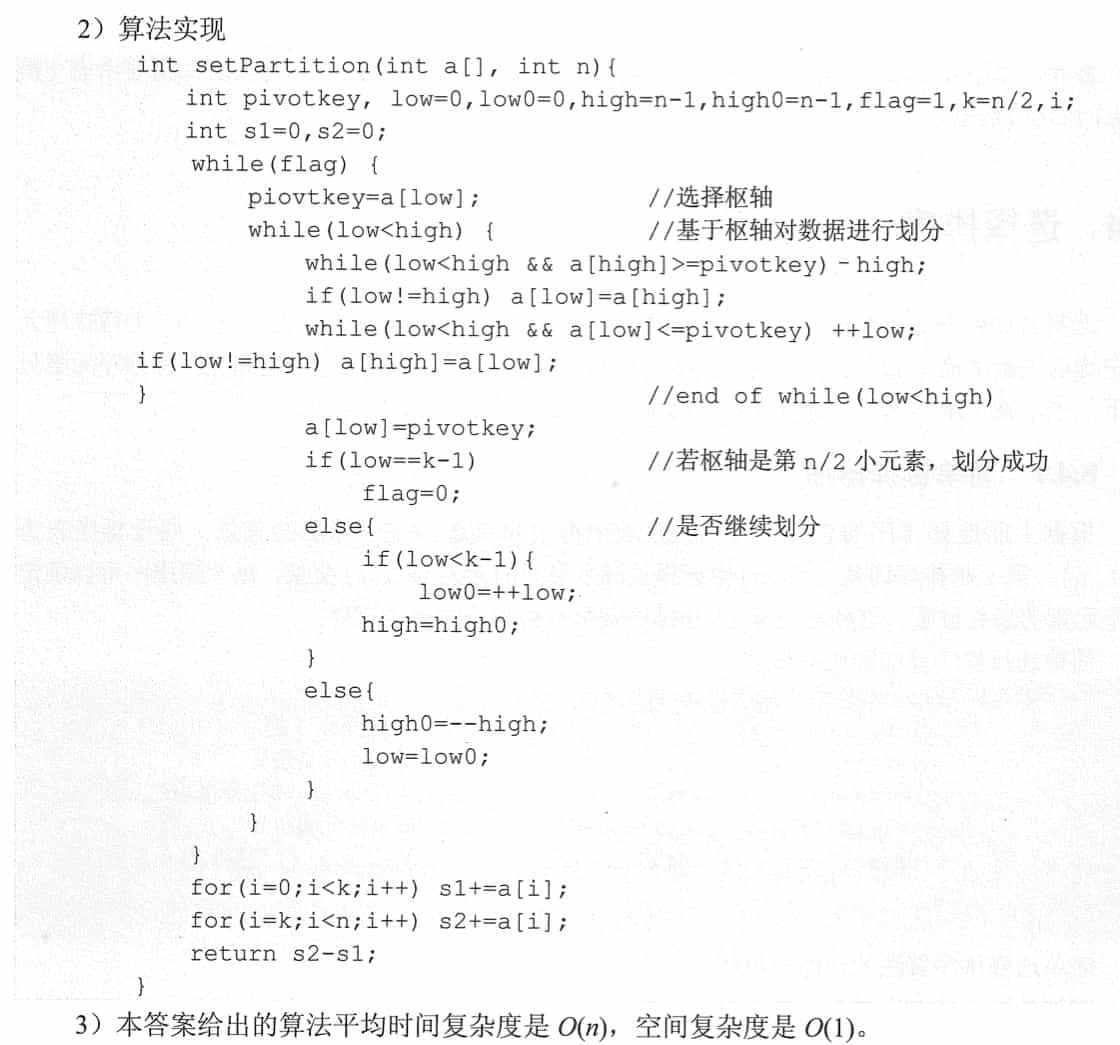 2）算法实现
int setPartition(int a[], int n){
int pivotkey, low=0,low0=0,high=n-1,high0=n-1,flag=1,k=n/2,i;
int s1=0,s2=0;
while(flag) {
piovtkey=a[low]; //选择枢轴
while(low<high) { //基于枢轴对数据进行划分
while(low<high && a[high]>=pivotkey) -high;
if(low!=high) a[low]=a[high];
while(low<high && a[low]<=pivotkey) ++low;
if(low!=high) a[high]=a[low];
} //end of while(low<high)
a[low]=pivotkey;
if(low==k-1) //若枢轴是第 n/2 小元素，划分成功
flag=0;
else{ //是否继续划分
if(low<k-1){
low0=++low;
high=high0;
}
else{
high0=--high;
low=low0;
}
}
}
for(i=0;i<k;i++) s1+=a[i];
for(i=k;i<n;i++) s2+=a[i];
return s2-s1;
}
3）本答案给出的算法平均时间复杂度是 O(n)，空间复杂度是 O(1)。